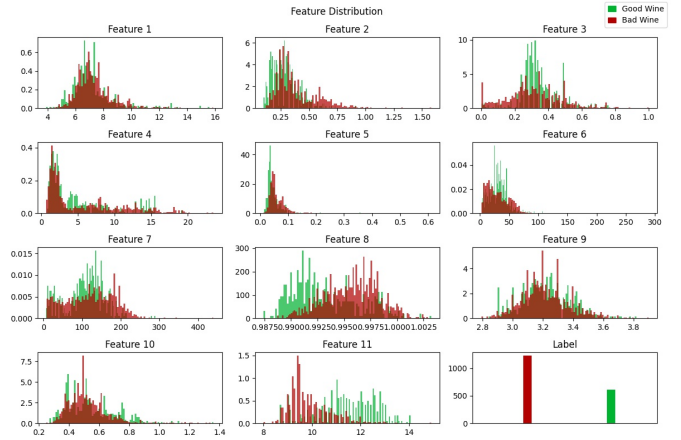 Feature Distribution
Good Wine
Bad Wine
Feature 1
Feature 2
Feature 3
0.6
0.4
0.2
0.0
4 6 8 10 12 14 16
6
4
2
0
0.25 0.50 0.75 1.00 1.25 1.50
10
5
0
0.0 0.2 0.4 0.6 0.8 1.0
Feature 4
Feature 5
Feature 6
0.4
0.2
0.0
0 5 10 15 20
40
20
0
0.0 0.1 0.2 0.3 0.4 0.5 0.6
0.04
0.02
0.00
0 50 100 150 200 250 300
Feature 7
Feature 8
Feature 9
0.015
0.010
0.005
0.000
0 100 200 300 400
300
200
100
0
0.98750.99000.99250.99500.99751.00001.0025
4
2
0
2.8 3.0 3.2 3.4 3.6 3.8
Feature 10
Feature 11
Label
7.5
5.0
2.5
0.0
0.2 0.4 0.6 0.8 1.0 1.2 1.4
1.5
1.0
0.5
0.0
8 10 12 14
1000
500
0